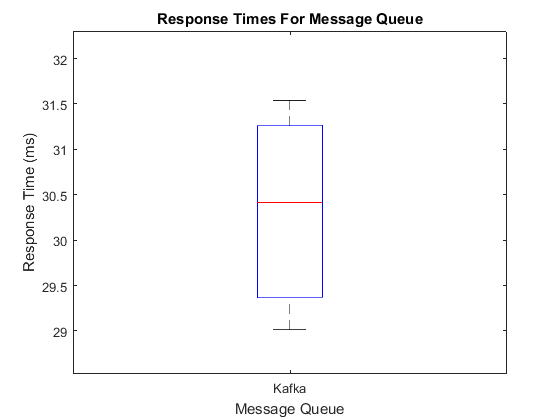 Response Times For Message Queue
32
31.5
31
30.5
30
29.5
29
Response Time (ms)
Kafka
Message Queue